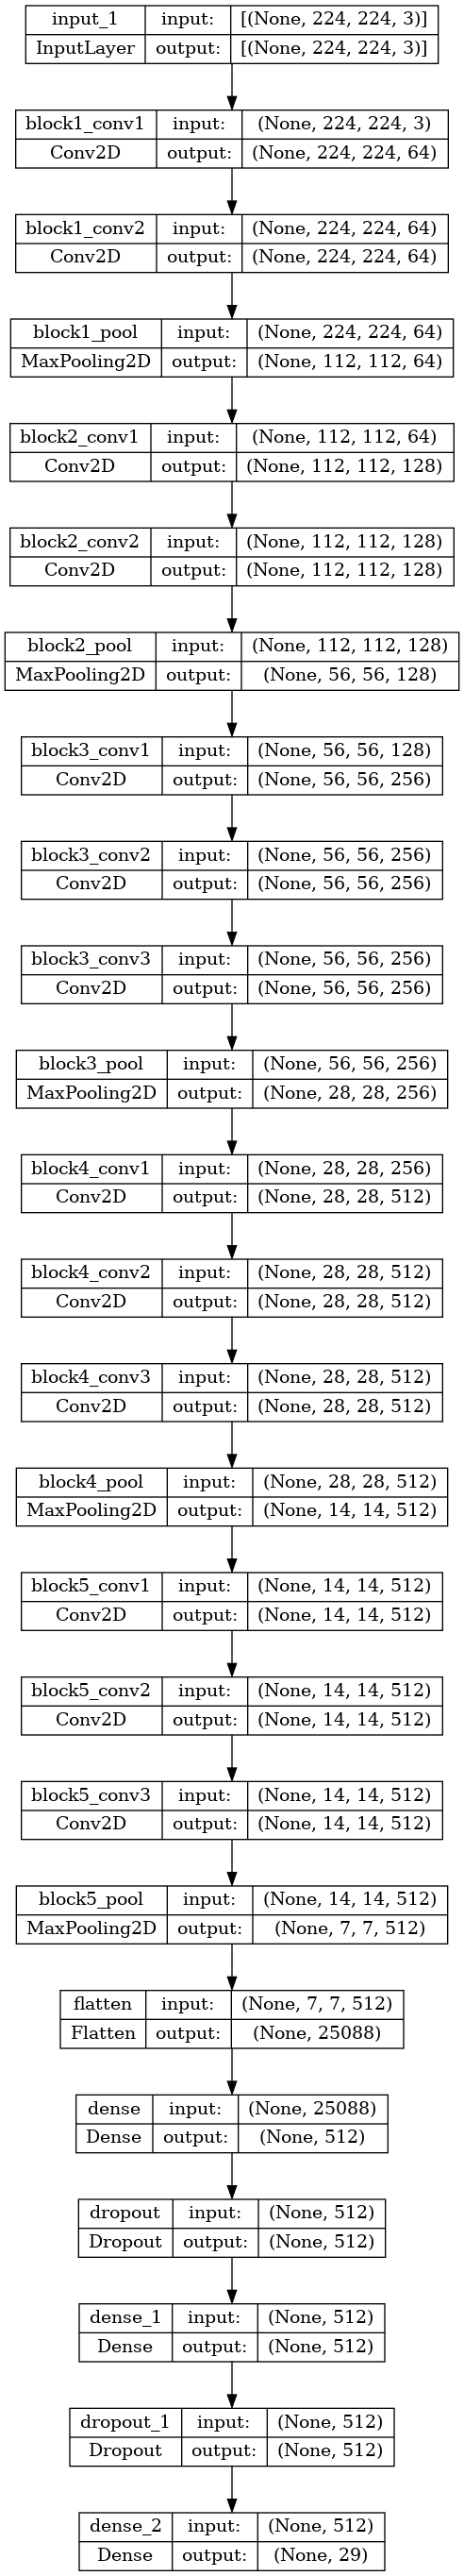 input_1 input: [(None, 224, 224, 3)]
InputLayer output: [(None, 224, 224, 3)]
block1_conv1 input: (None, 224, 224, 3)
Conv2D output: (None, 224, 224, 64)
block1_conv2 input: (None, 224, 224, 64)
Conv2D output: (None, 224, 224, 64)
block1_pool input: (None, 224, 224, 64)
MaxPooling2D output: (None, 112, 112, 64)
block2_conv1 input: (None, 112, 112, 64)
Conv2D output: (None, 112, 112, 128)
block2_conv2 input: (None, 112, 112, 128)
Conv2D output: (None, 112, 112, 128)
block2_pool input: (None, 112, 112, 128)
MaxPooling2D output: (None, 56, 56, 128)
block3_conv1 input: (None, 56, 56, 128)
Conv2D output: (None, 56, 56, 256)
block3_conv2 input: (None, 56, 56, 256)
Conv2D output: (None, 56, 56, 256)
block3_conv3 input: (None, 56, 56, 256)
Conv2D output: (None, 56, 56, 256)
block3_pool input: (None, 56, 56, 256)
MaxPooling2D output: (None, 28, 28, 256)
block4_conv1 input: (None, 28, 28, 256)
Conv2D output: (None, 28, 28, 512)
block4_conv2 input: (None, 28, 28, 512)
Conv2D output: (None, 28, 28, 512)
block4_conv3 input: (None, 28, 28, 512)
Conv2D output: (None, 28, 28, 512)
block4_pool input: (None, 28, 28, 512)
MaxPooling2D output: (None, 14, 14, 512)
block5_conv1 input: (None, 14, 14, 512)
Conv2D output: (None, 14, 14, 512)
block5_conv2 input: (None, 14, 14, 512)
Conv2D output: (None, 14, 14, 512)
block5_conv3 input: (None, 14, 14, 512)
Conv2D output: (None, 14, 14, 512)
block5_pool input: (None, 14, 14, 512)
MaxPooling2D output: (None, 7, 7, 512)
flatten input: (None, 7, 7, 512)
Flatten output: (None, 25088)
dense input: (None, 25088)
Dense output: (None, 512)
dropout input: (None, 512)
Dropout output: (None, 512)
dense_1 input: (None, 512)
Dense output: (None, 512)
dropout_1 input: (None, 512)
Dropout output: (None, 512)
dense_2 input: (None, 512)
Dense output: (None, 29)